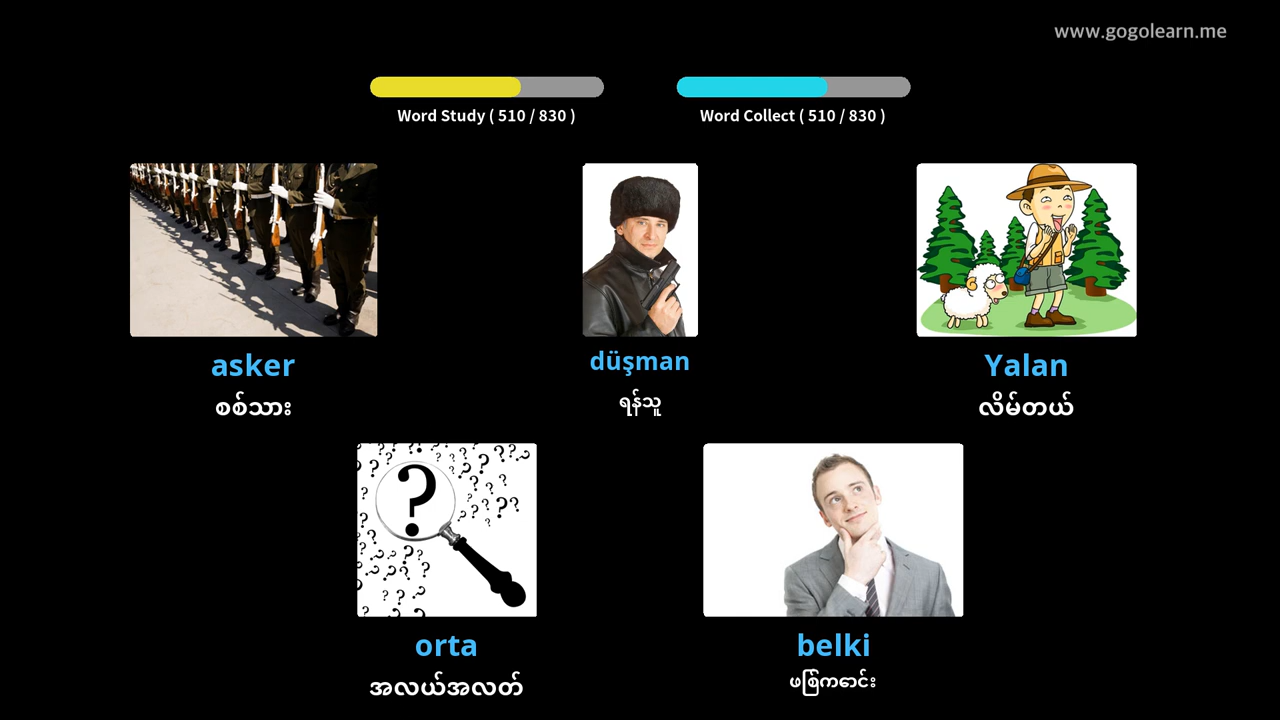 www.gogolearn.me
Word Study ( 510 / 830 )
Word Collect ( 510 / 830 )
asker
စစ်သား
düşman
ရန်သူ
Yalan
လိမ်တယ်
orta
အလယ်အလတ်
belki
ဖစ်ြကောင်း